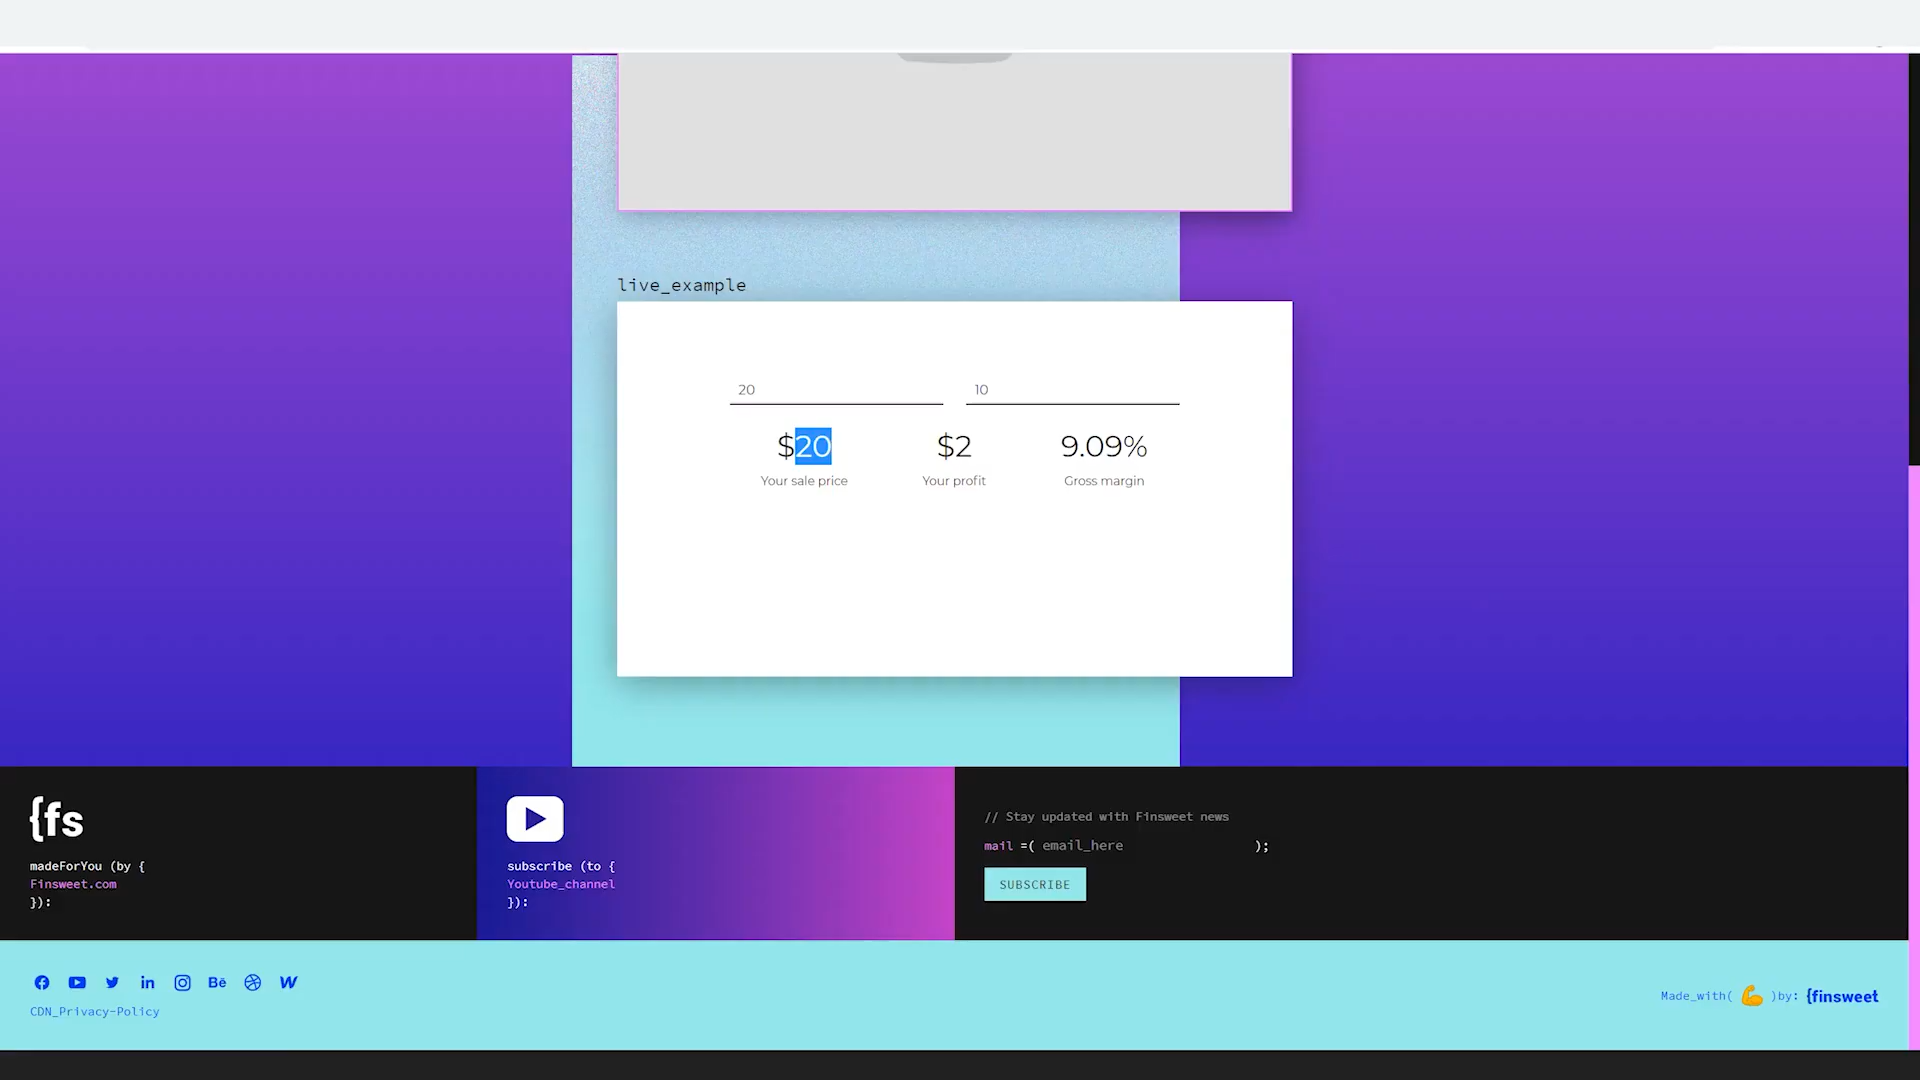 live_example
20
10
$20
$2
9.09%
Your sale price
Your profit
Gross margin
{fs
madeForYou (by {
Finsweet.com
}):
subscribe (to {
Youtube_channel
}):
// Stay updated with Finsweet news
mail =( email_here );
SUBSCRIBE
Bē
CDN_Privacy-Policy
Made_with( 💪 )by: {finsweet